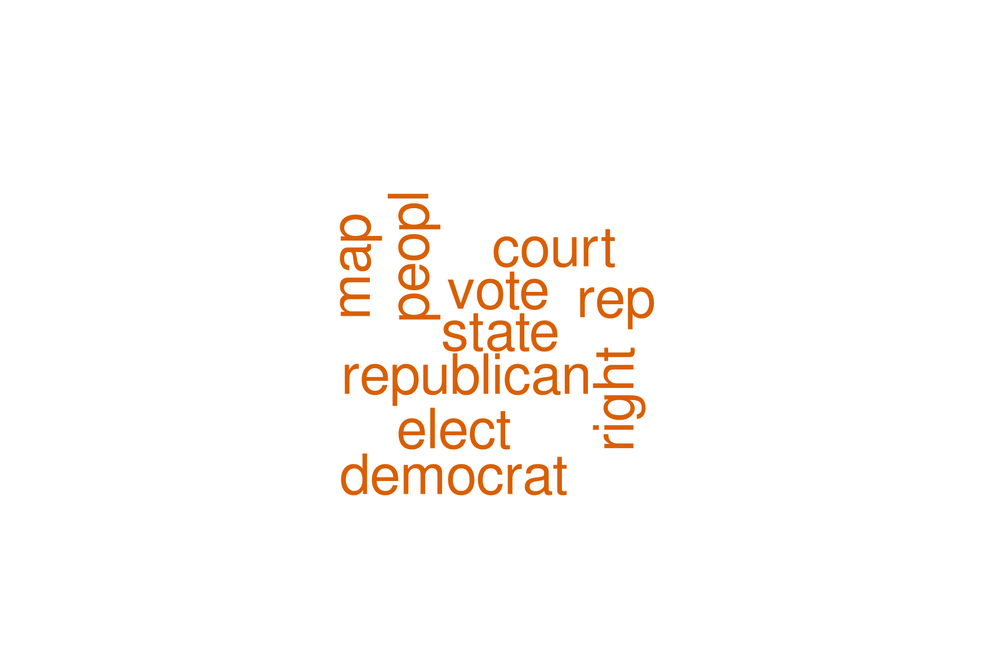 map
peopl
court
vote
rep
state
republican
right
elect
democrat